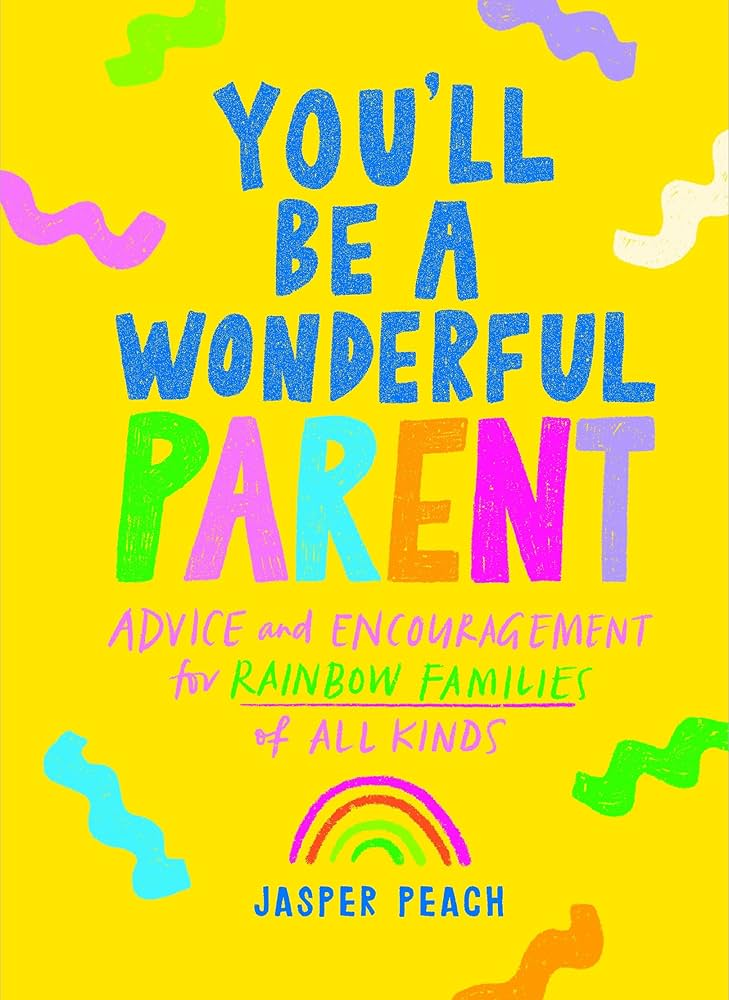 YOU'LL
BE A
WONDERFUL
PARENT
ADVICE and ENCOURAGEMENT
for RAINBOW FAMILIES
of ALL KINDS
JASPER PEACH